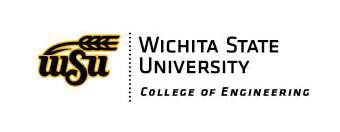 WSU
WICHITA STATE
UNIVERSITY
COLLEGE OF ENGINEERING